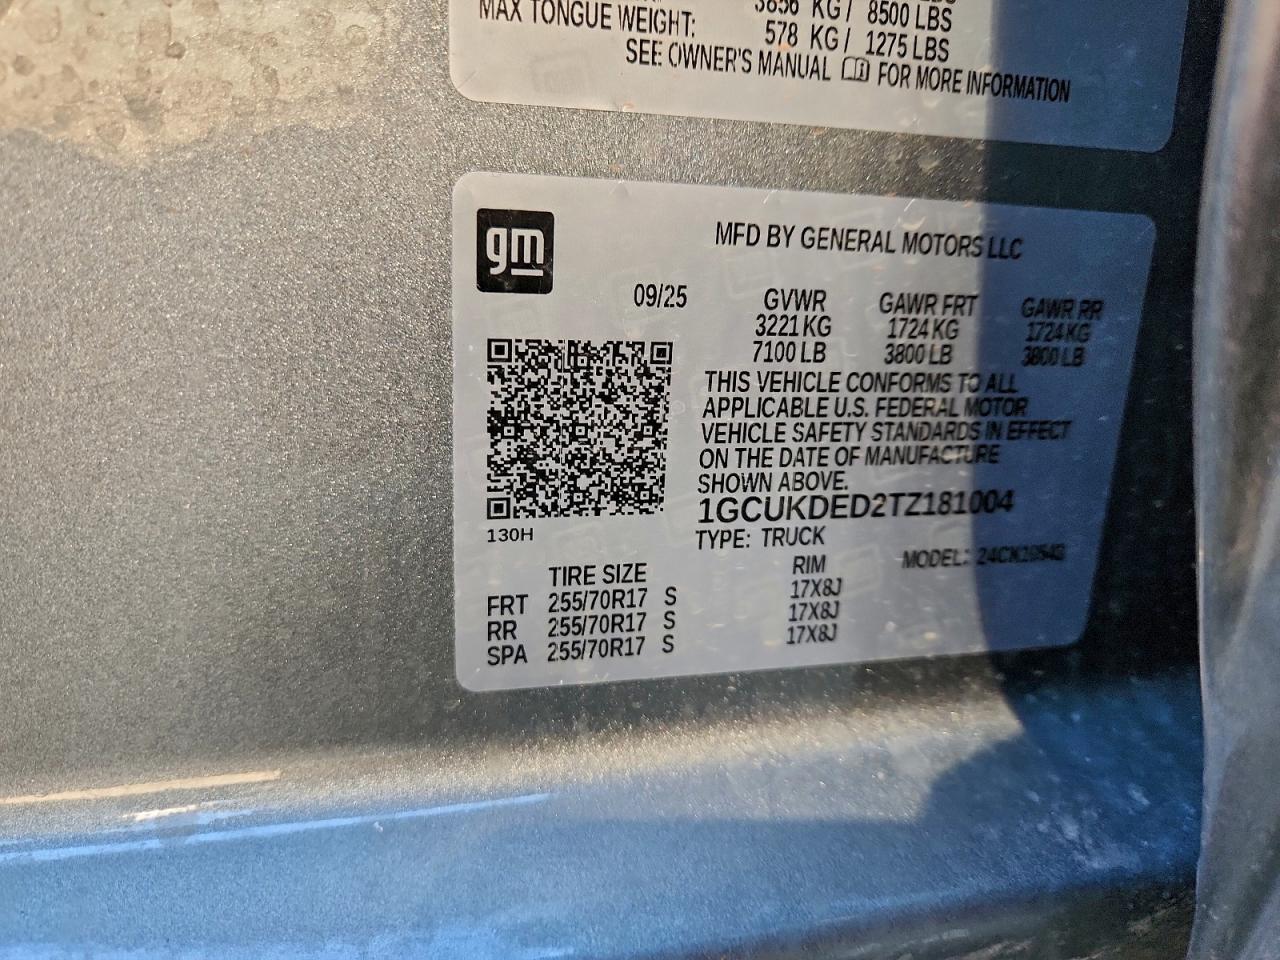 KG / 8500 LBS
MAX TONGUE WEIGHT: 578 KG / 1275 LBS
SEE OWNER'S MANUAL FOR MORE INFORMATION
gm
MFD BY GENERAL MOTORS LLC
09/25 GVWR GAWR FRT GAWR RR
3221 KG 1724 KG 1724 KG
7100 LB 3800 LB 3800 LB
THIS VEHICLE CONFORMS TO ALL
APPLICABLE U.S. FEDERAL MOTOR
VEHICLE SAFETY STANDARDS IN EFFECT
ON THE DATE OF MANUFACTURE
SHOWN ABOVE.
1GCUKDED2TZ181004
130H
TYPE: TRUCK
MODEL:
TIRE SIZE RIM
FRT 255/70R17 S 17X8J
RR 255/70R17 S 17X8J
SPA 255/70R17 S 17X8J